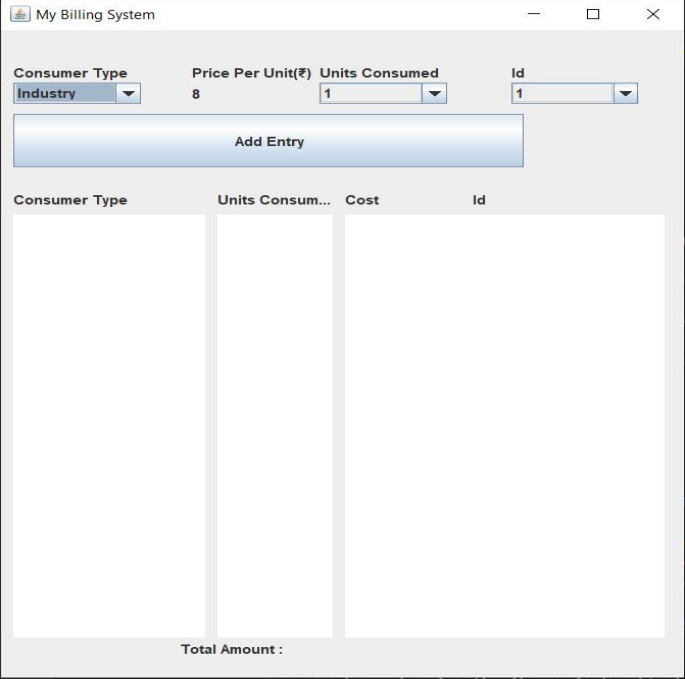 My Billing System
Consumer Type Price Per Unit(₹) Units Consumed Id
Industry 8 1 1
Add Entry
Consumer Type Units Consum... Cost Id
Total Amount :